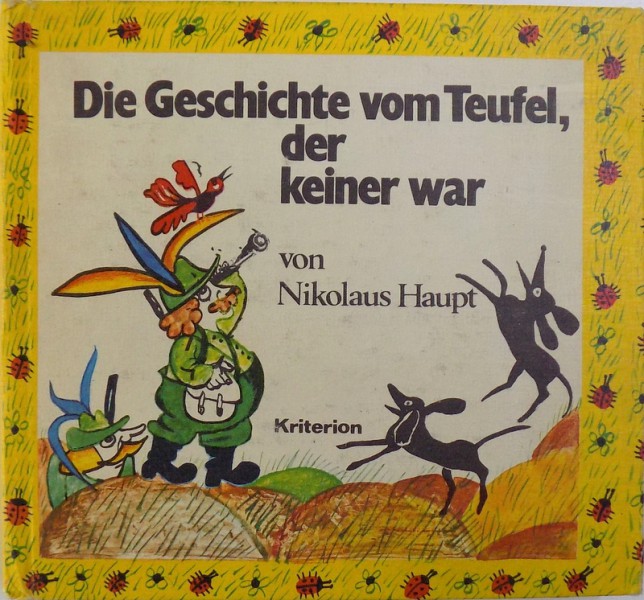 Die Geschichte vom Teufel,
der
keiner war
von
Nikolaus Haupt
Kriterion